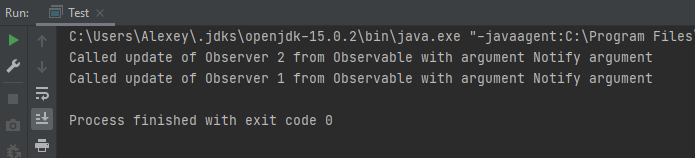 Run: Test
C:\Users\Alexey\.jdks\openjdk-15.0.2\bin\java.exe "-javaagent:C:\Program Files\
Called update of Observer 2 from Observable with argument Notify argument
Called update of Observer 1 from Observable with argument Notify argument
Process finished with exit code 0